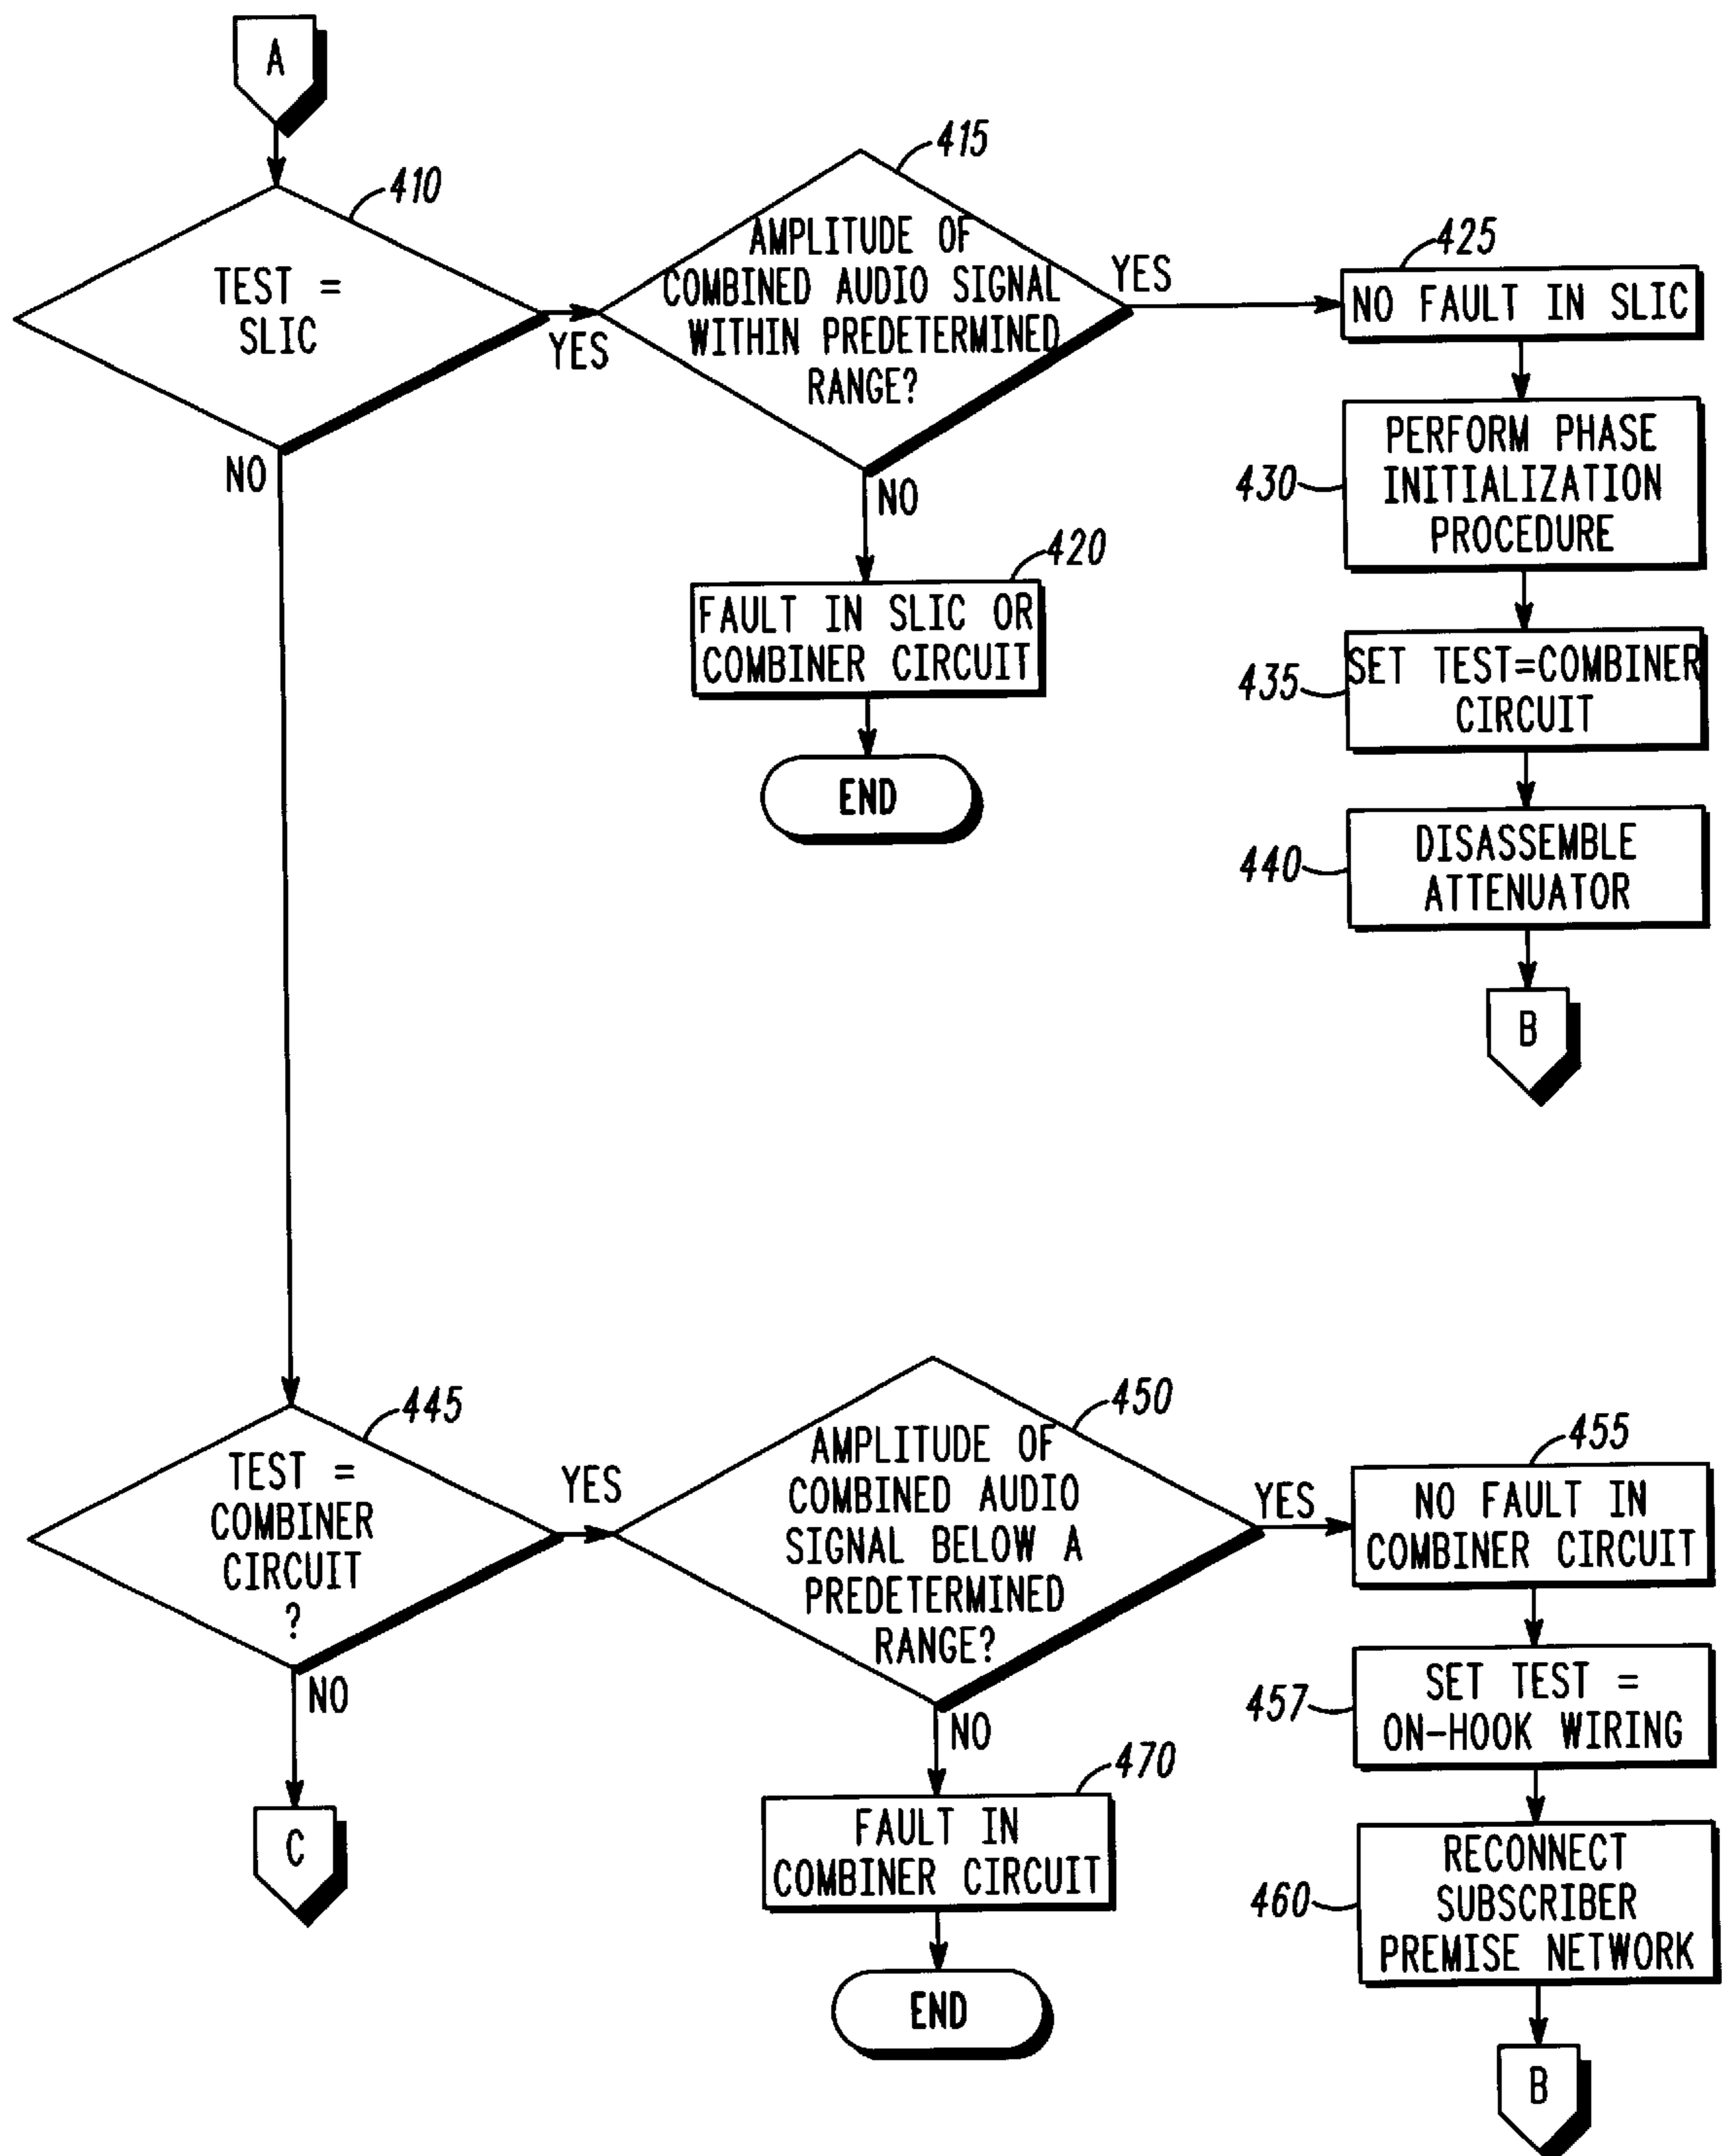 A
410
TEST =
SLIC
YES
NO
415
AMPLITUDE OF
COMBINED AUDIO SIGNAL
WITHIN PREDETERMINED
RANGE?
YES
NO
420
FAULT IN SLIC OR
COMBINER CIRCUIT
END
425
NO FAULT IN SLIC
430
PERFORM PHASE
INITIALIZATION
PROCEDURE
435
SET TEST=COMBINER
CIRCUIT
440
DISASSEMBLE
ATTENUATOR
B
445
TEST =
COMBINER
CIRCUIT
?
YES
NO
C
450
AMPLITUDE OF
COMBINED AUDIO
SIGNAL BELOW A
PREDETERMINED
RANGE?
YES
NO
470
FAULT IN
COMBINER CIRCUIT
END
455
NO FAULT IN
COMBINER CIRCUIT
457
SET TEST =
ON-HOOK WIRING
460
RECONNECT
SUBSCRIBER
PREMISE NETWORK
B